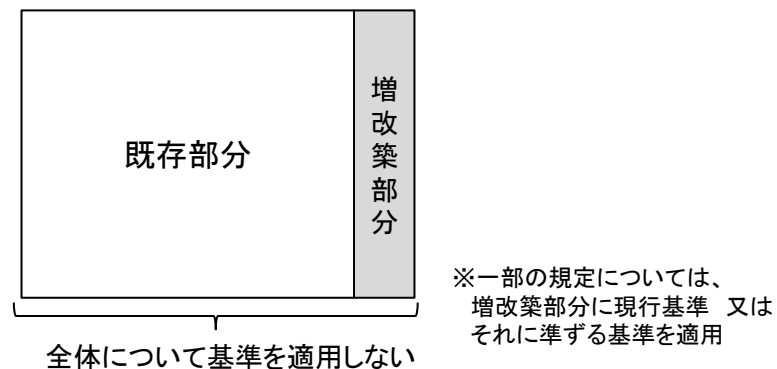 既存部分
増改築部分
※一部の規定については、
増改築部分に現行基準 又は
それに準ずる基準を適用
全体について基準を適用しない